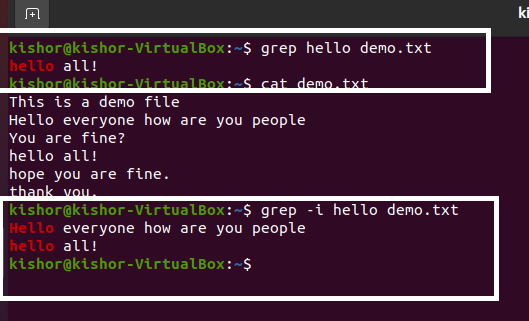 ki
kishor@kishor-VirtualBox:~$ grep hello demo.txt
hello all!
kishor@kishor-VirtualBox:~$ cat demo.txt
This is a demo file
Hello everyone how are you people
You are fine?
hello all!
hope you are fine.
thank you.
kishor@kishor-VirtualBox:~$ grep -i hello demo.txt
Hello everyone how are you people
hello all!
kishor@kishor-VirtualBox:~$